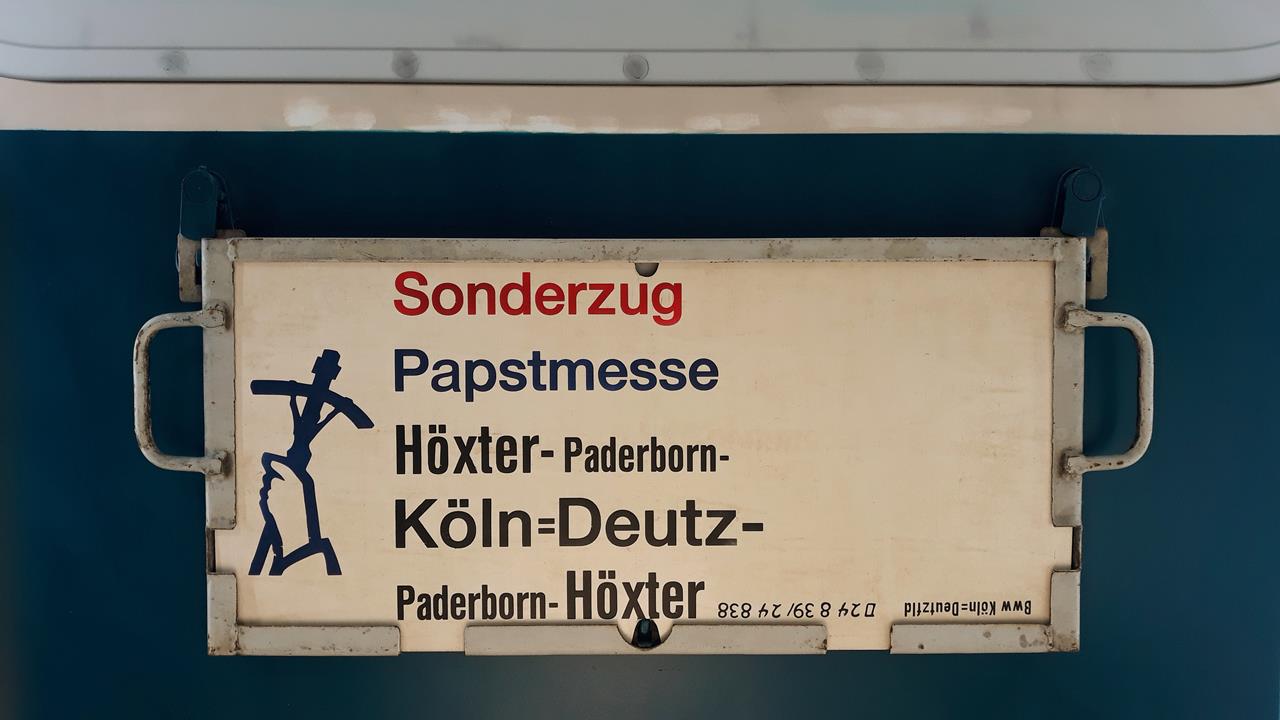 Sonderzug
Papstmesse
Höxter- Paderborn-
Köln=Deutz-
Paderborn- Höxter
Bww Köln=Deutzfld 24 8 39/ 24 838